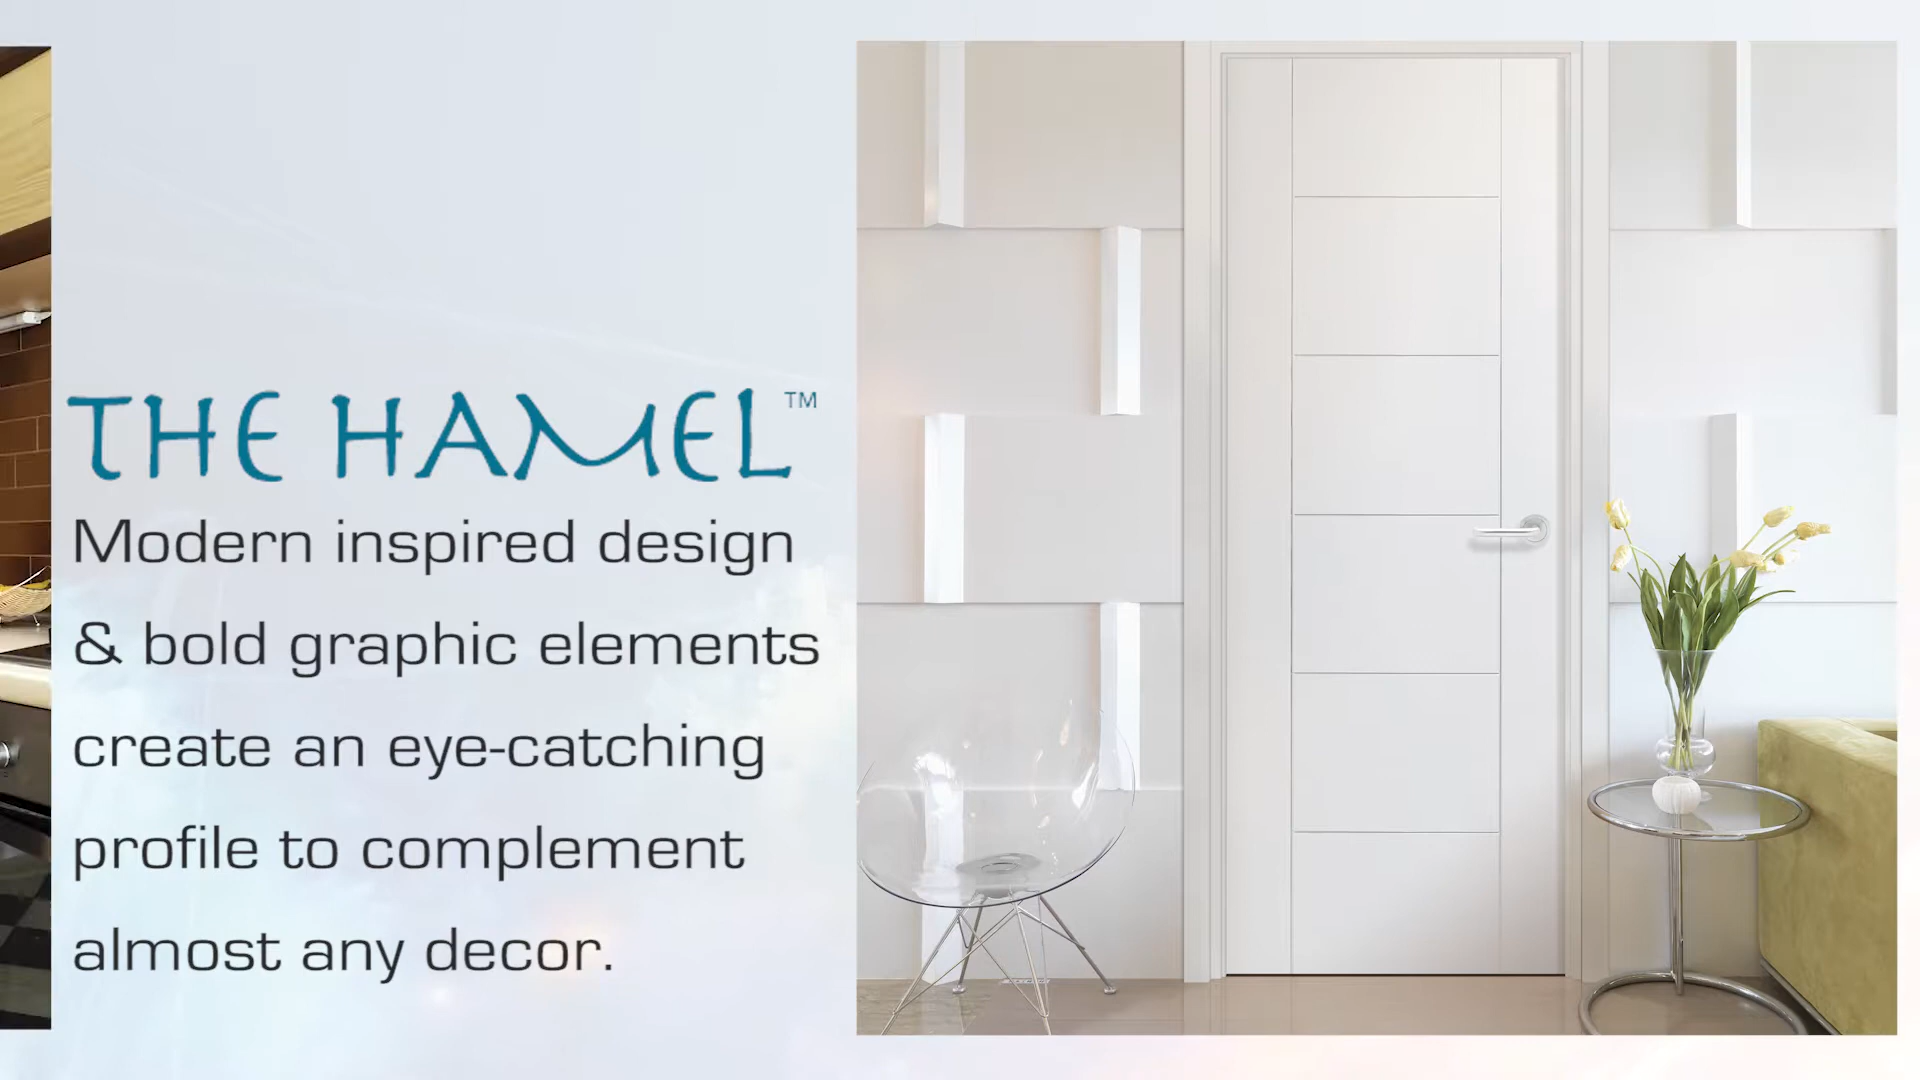 THE HAMEL™
Modern inspired design
& bold graphic elements
create an eye-catching
profile to complement
almost any decor.